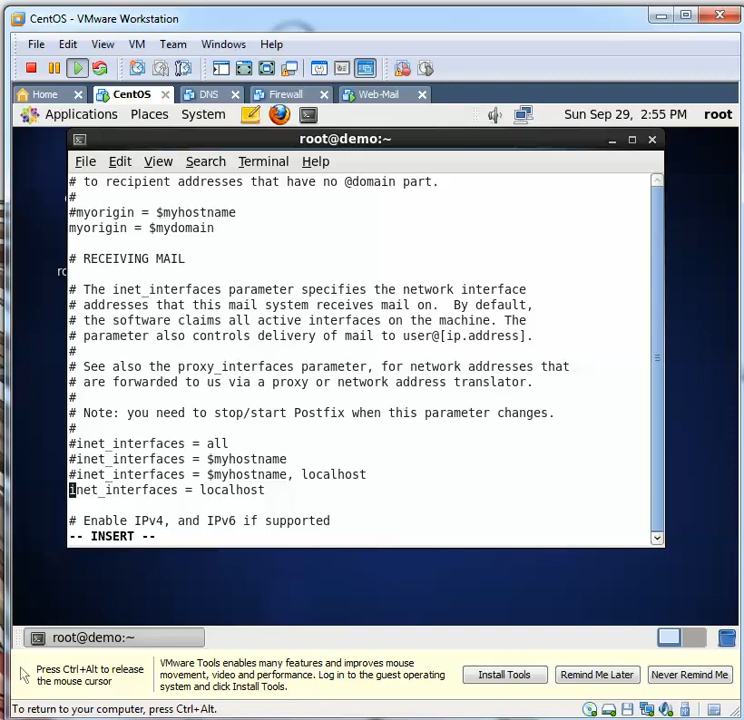 CentOS - VMware Workstation
File Edit View VM Team Windows Help
Home CentOS DNS Firewall Web-Mail
Applications Places System Sun Sep 29, 2:55 PM root
root@demo:~
File Edit View Search Terminal Help
# to recipient addresses that have no @domain part.
#
#myorigin = $myhostname
myorigin = $mydomain
# RECEIVING MAIL
# The inet_interfaces parameter specifies the network interface
# addresses that this mail system receives mail on.  By default,
# the software claims all active interfaces on the machine. The
# parameter also controls delivery of mail to user@[ip.address].
#
# See also the proxy_interfaces parameter, for network addresses that
# are forwarded to us via a proxy or network address translator.
#
# Note: you need to stop/start Postfix when this parameter changes.
#
#inet_interfaces = all
#inet_interfaces = $myhostname
#inet_interfaces = $myhostname, localhost
inet_interfaces = localhost
# Enable IPv4, and IPv6 if supported
-- INSERT --
root@demo:~
Press Ctrl+Alt to release
the mouse cursor
VMware Tools enables many features and improves mouse
movement, video and performance. Log in to the guest operating
system and click Install Tools.
Install Tools Remind Me Later Never Remind Me
To return to your computer, press Ctrl+Alt.